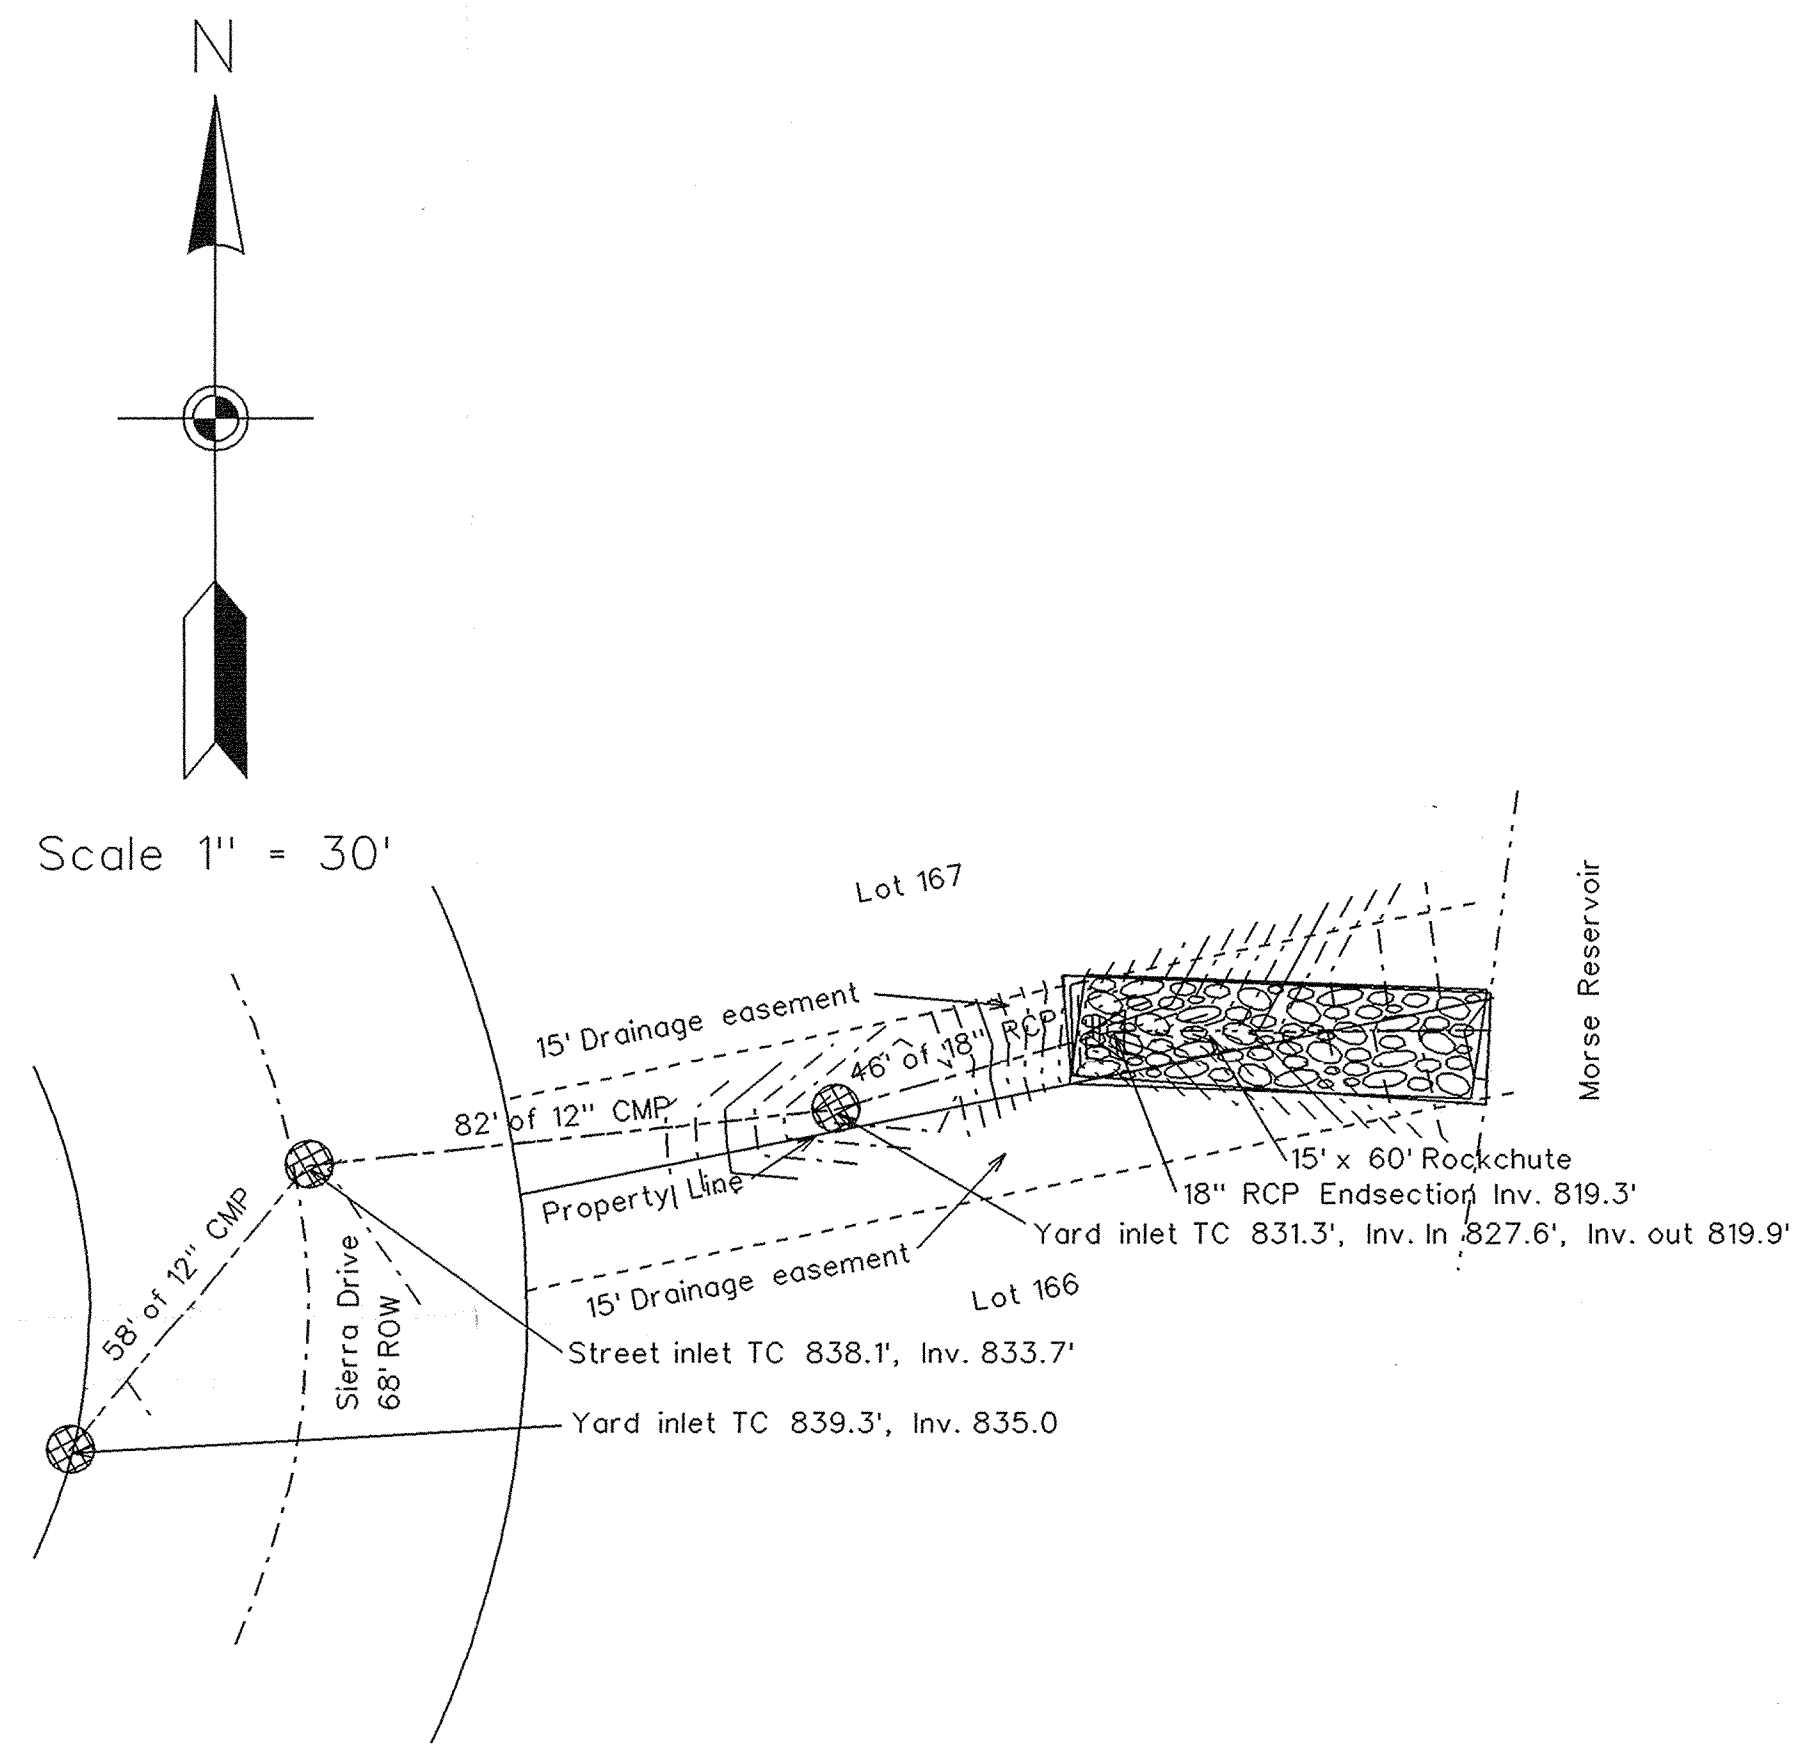 N
Scale 1" = 30'
Lot 167
Morse Reservoir
15' Drainage easement
46' of 18" RCP
82' of 12" CMP
58' of 12" CMP
Property Line
Sierra Drive
68' ROW
15' x 60' Rockchute
18" RCP Endsection Inv. 819.3'
Yard inlet TC 831.3', Inv. In 827.6', Inv. out 819.9'
15' Drainage easement
Lot 166
Street inlet TC 838.1', Inv. 833.7'
Yard inlet TC 839.3', Inv. 835.0